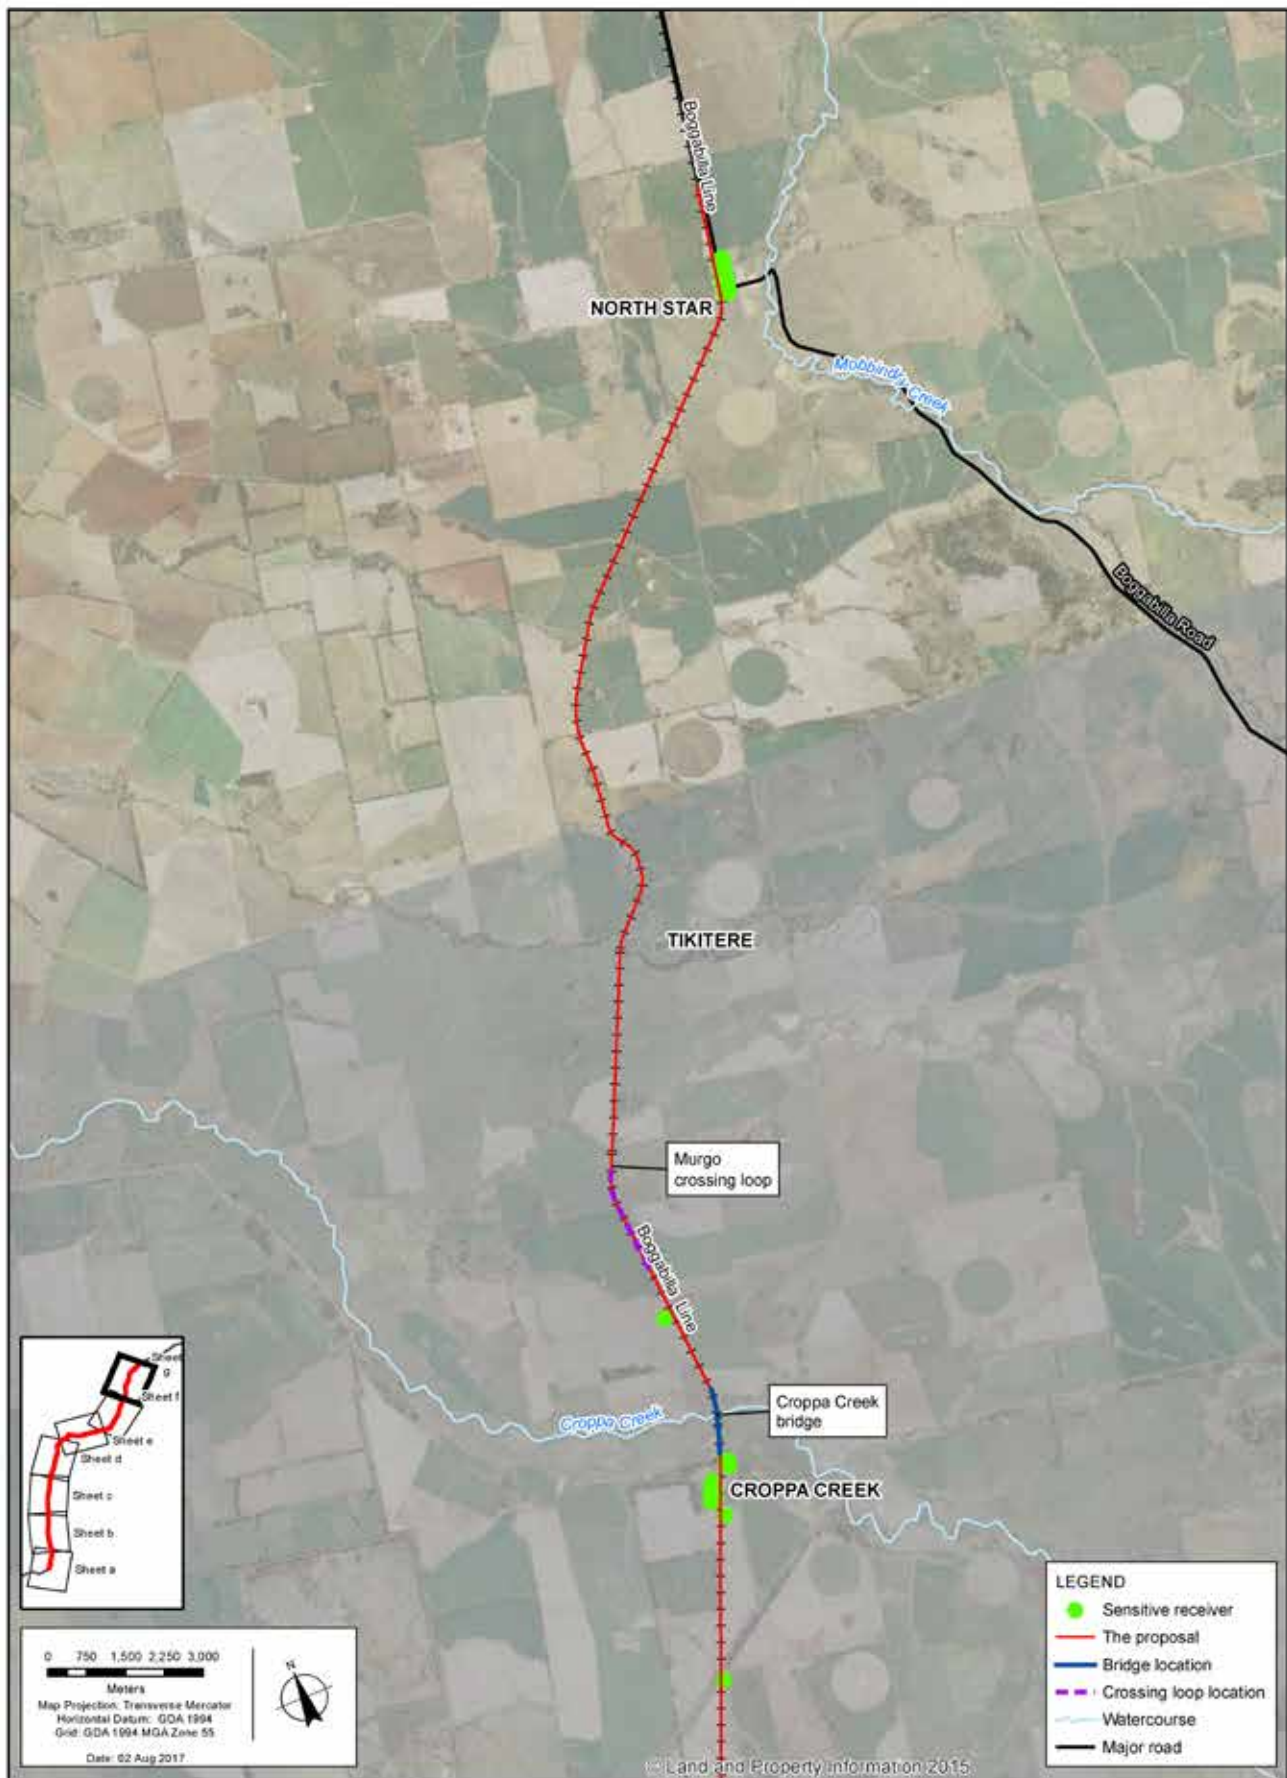 Boggabilla Line
NORTH STAR
Mobbindry Creek
Boggabilla Road
TIKITERE
Murgo
crossing loop
Boggabilla Line
Croppa Creek
Croppa Creek
bridge
CROPPA CREEK
Sheet
g
Sheet f
Sheet e
Sheet d
Sheet c
Sheet b
Sheet a
LEGEND
Sensitive receiver
The proposal
Bridge location
Crossing loop location
Watercourse
Major road
0 750 1,500 2,250 3,000
Meters
Map Projection: Transverse Mercator
Horizontal Datum: GDA 1994
Grid: GDA 1994 MGA Zone 55
Date: 02 Aug 2017
N
© Land and Property Information 2015